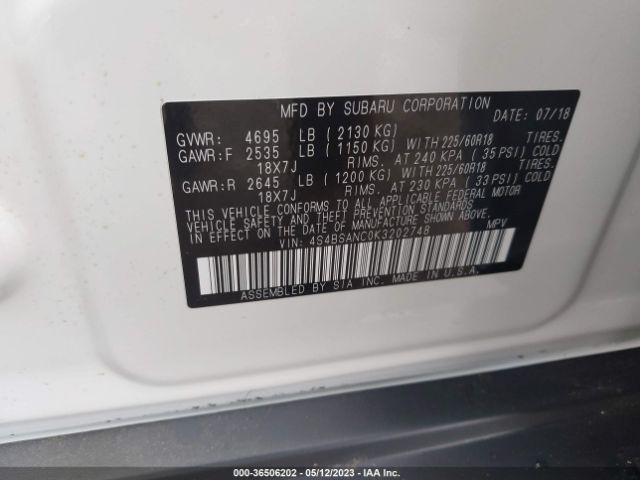 MFD BY SUBARU CORPORATION DATE: 07/18
GVWR: 4695 LB (2130 KG)
GAWR:F 2535 LB (1150 KG) WITH 225/60R18 TIRES.
18X7J RIMS. AT 240 KPA (35 PSI) COLD
GAWR:R 2645 LB (1200 KG) WITH 225/60R18 TIRES.
18X7J RIMS. AT 230 KPA (33 PSI) COLD
THIS VEHICLE CONFORMS TO ALL APPLICABLE FEDERAL MOTOR
VEHICLE SAFETY, BUMPER, AND THEFT PREVENTION STANDARDS
IN EFFECT ON THE DATE OF MANUFACTURE SHOWN ABOVE.
VIN: 4S4BSANC0K3202748 MPV
ASSEMBLED BY SIA INC. MADE IN U.S.A.
000-36506202 - 05/12/2023 - IAA Inc.